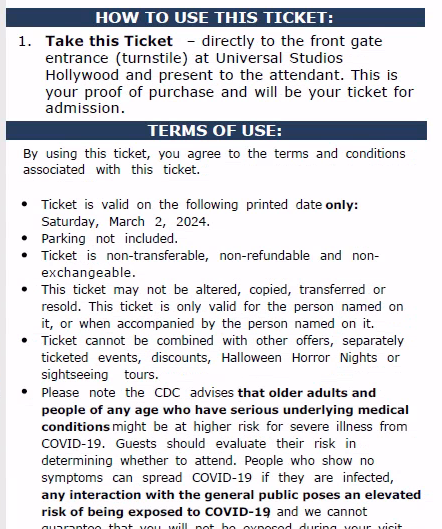 HOW TO USE THIS TICKET:
1. Take this Ticket – directly to the front gate
entrance (turnstile) at Universal Studios
Hollywood and present to the attendant. This is
your proof of purchase and will be your ticket for
admission.
TERMS OF USE:
By using this ticket, you agree to the terms and conditions
associated with this ticket.
• Ticket is valid on the following printed date only:
Saturday, March 2, 2024.
• Parking not included.
• Ticket is non-transferable, non-refundable and non-
exchangeable.
• This ticket may not be altered, copied, transferred or
resold. This ticket is only valid for the person named on
it, or when accompanied by the person named on it.
• Ticket cannot be combined with other offers, separately
ticketed events, discounts, Halloween Horror Nights or
sightseeing tours.
• Please note the CDC advises that older adults and
people of any age who have serious underlying medical
conditions might be at higher risk for severe illness from
COVID-19. Guests should evaluate their risk in
determining whether to attend. People who show no
symptoms can spread COVID-19 if they are infected,
any interaction with the general public poses an elevated
risk of being exposed to COVID-19, and we cannot
guarantee that you will not be exposed during your visit